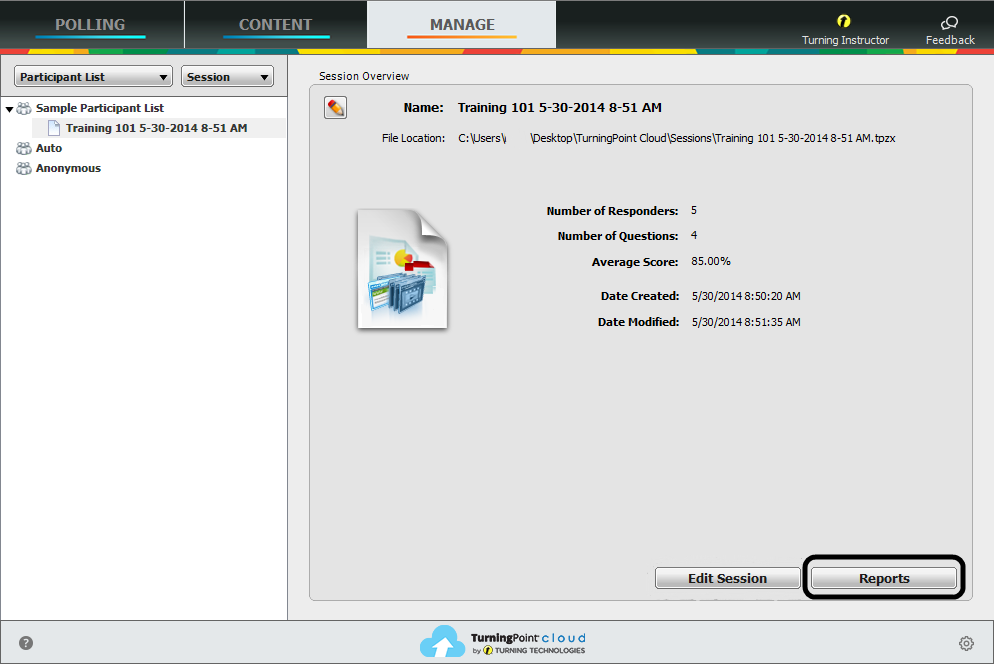 POLLING
CONTENT
MANAGE
Turning Instructor
Feedback
Participant List
Session
Sample Participant List
Training 101 5-30-2014 8-51 AM
Auto
Anonymous
Session Overview
Name: Training 101 5-30-2014 8-51 AM
File Location: C:\Users\ \Desktop\TurningPoint Cloud\Sessions\Training 101 5-30-2014 8-51 AM.tpzx
Number of Responders: 5
Number of Questions: 4
Average Score: 85.00%
Date Created: 5/30/2014 8:50:20 AM
Date Modified: 5/30/2014 8:51:35 AM
Edit Session
Reports
?
TurningPoint cloud
by TURNING TECHNOLOGIES